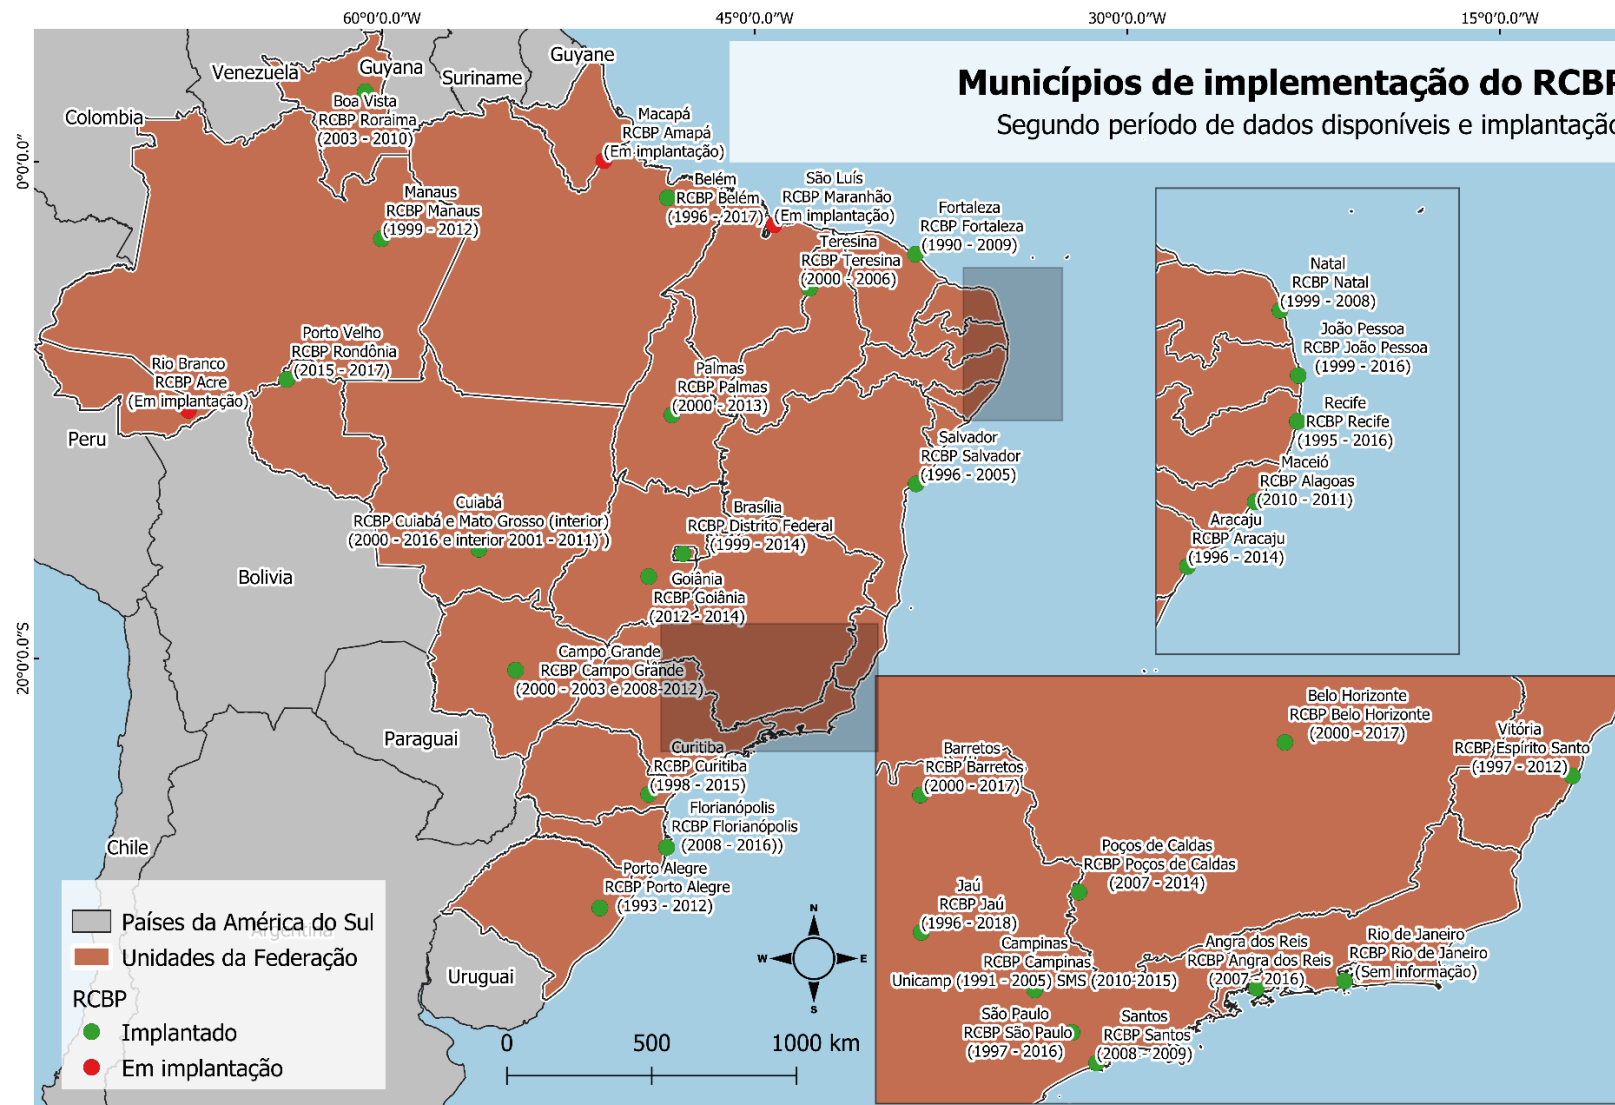 60°0'0.0"W
45°0'0.0"W
30°0'0.0"W
15°0'0.0"W
0°0'0.0"
20°0'0.0"S
Municípios de implementação do RCBP
Segundo período de dados disponíveis e implantação
Venezuela
Guyana
Suriname
Guyane
Colombia
Boa Vista
RCBP Roraima
(2003 - 2010)
Macapá
RCBP Amapá
(Em implantação)
Manaus
RCBP Manaus
(1999 - 2012)
Belém
RCBP Belém
(1996 - 2017)
São Luís
RCBP Maranhão
(Em implantação)
Fortaleza
RCBP Fortaleza
(1990 - 2009)
Teresina
RCBP Teresina
(2000 - 2006)
Natal
RCBP Natal
(1999 - 2008)
João Pessoa
RCBP João Pessoa
(1999 - 2016)
Recife
RCBP Recife
(1995 - 2016)
Maceió
RCBP Alagoas
(2010 - 2011)
Aracaju
RCBP Aracaju
(1996 - 2014)
Porto Velho
RCBP Rondônia
(2015 - 2017)
Rio Branco
RCBP Acre
(Em implantação)
Palmas
RCBP Palmas
(2000 - 2013)
Peru
Salvador
RCBP Salvador
(1996 - 2005)
Cuiabá
RCBP Cuiabá e Mato Grosso (interior)
(2000 - 2016 e interior 2001 - 2011) )
Brasília
RCBP Distrito Federal
(1999 - 2014)
Bolivia
Goiânia
RCBP Goiânia
(2012 - 2014)
Campo Grande
RCBP Campo Grande
(2000 - 2003 e 2008-2012)
Paraguai
Curitiba
RCBP Curitiba
(1998 - 2015)
Florianópolis
RCBP Florianópolis
(2008 - 2016))
Porto Alegre
RCBP Porto Alegre
(1993 - 2012)
Chile
Argentina
Uruguai
Belo Horizonte
RCBP Belo Horizonte
(2000 - 2017)
Vitória
RCBP Espírito Santo
(1997 - 2012)
Barretos
RCBP Barretos
(2000 - 2017)
Poços de Caldas
RCBP Poços de Caldas
(2007 - 2014)
Jaú
RCBP Jaú
(1996 - 2018)
Campinas
RCBP Campinas
Unicamp (1991 - 2005) SMS (2010-2015)
Angra dos Reis
RCBP Angra dos Reis
(2007 - 2016)
Rio de Janeiro
RCBP Rio de Janeiro
(Sem informação)
São Paulo
RCBP São Paulo
(1997 - 2016)
Santos
RCBP Santos
(2008 - 2009)
Países da América do Sul
Unidades da Federação
RCBP
Implantado
Em implantação
N
W
E
S
0
500
1000 km